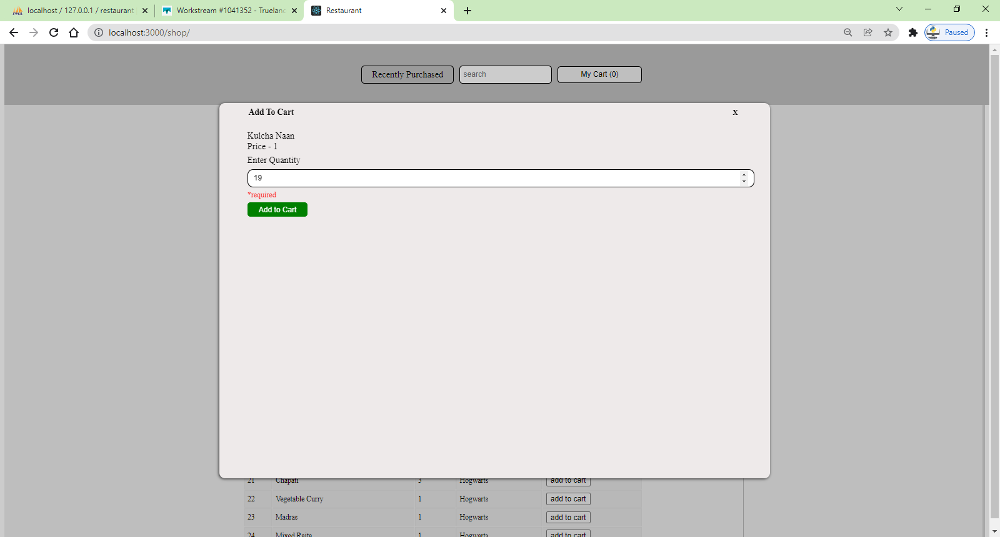 localhost / 127.0.0.1 / restaurant
Workstream #1041352 - Truelanc
Restaurant
localhost:3000/shop/
Paused
Recently Purchased
search
My Cart (0)
Add To Cart
X
Kulcha Naan
Price - 1
Enter Quantity
19
*required
Add to Cart
21 Chapati 3 Hogwarts add to cart
22 Vegetable Curry 1 Hogwarts add to cart
23 Madras 1 Hogwarts add to cart
24 Mixed Raita 1 Hogwarts add to cart